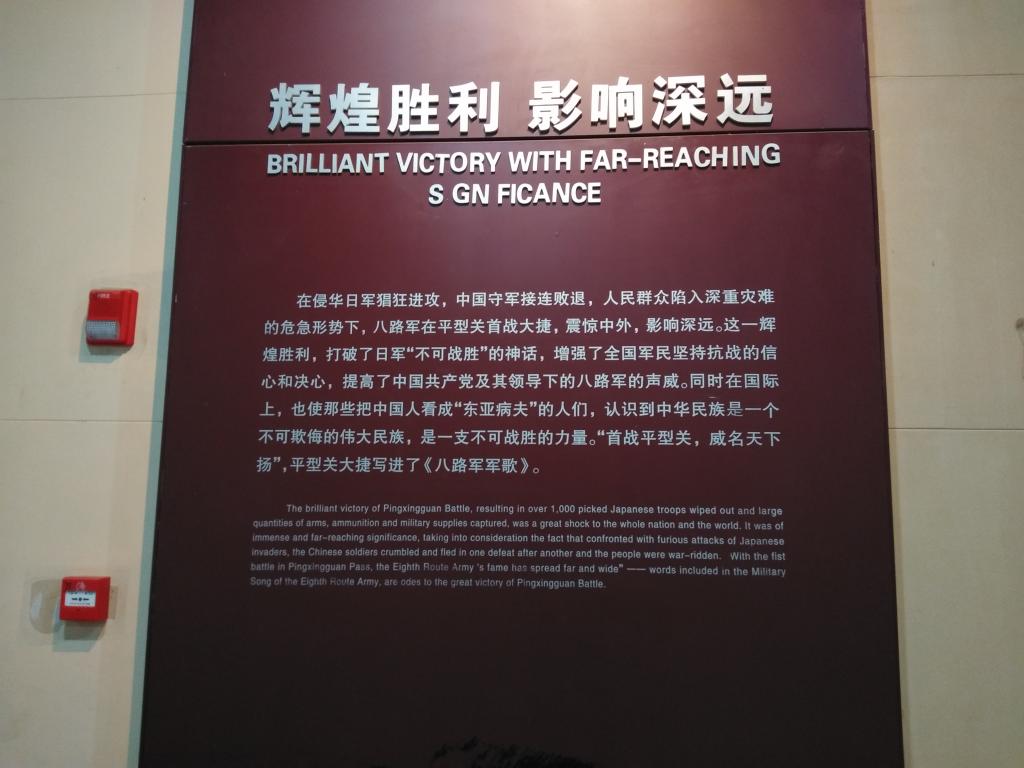 辉煌胜利 影响深远
BRILLIANT VICTORY WITH FAR-REACHING
S GN FICANCE
在侵华日军猖狂进攻，中国守军接连败退，人民群众陷入深重灾难
的危急形势下，八路军在平型关首战大捷，震惊中外，影响深远。这一辉
煌胜利，打破了日军“不可战胜”的神话，增强了全国军民坚持抗战的信
心和决心，提高了中国共产党及其领导下的八路军的声威。同时在国际
上，也使那些把中国人看成“东亚病夫”的人们，认识到中华民族是一个
不可欺侮的伟大民族，是一支不可战胜的力量。“首战平型关，威名天下
扬”，平型关大捷写进了《八路军军歌》。
The brilliant victory of Pingxingguan Battle, resulting in over 1,000 picked Japanese troops wiped out and large
quantities of arms, ammunition and military supplies captured, was a great shock to the whole nation and the world. It was of
immense and far-reaching significance, taking into consideration the fact that confronted with furious attacks of Japanese
invaders, the Chinese soldiers crumbled and fled in one defeat after another and the people were war-ridden. With the fist
battle in Pingxingguan Pass, the Eighth Route Army 's fame has spread far and wide" —— words included in the Military
Song of the Eighth Route Army, are odes to the great victory of Pingxingguan Battle.